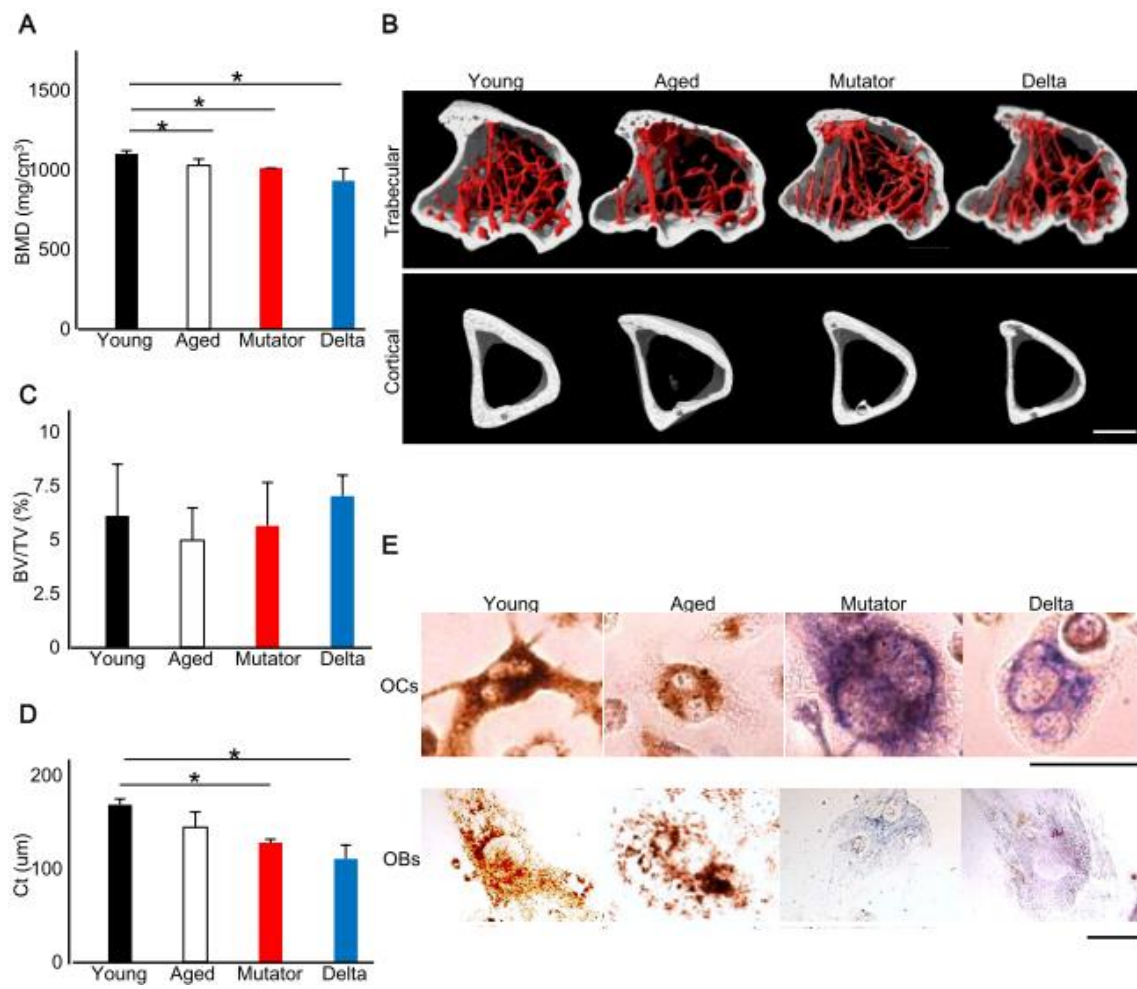 A
BMD (mg/cm³)
1500
1000
500
0
*
*
*
Young Aged Mutator Delta
B
Young Aged Mutator Delta
Trabecular
Cortical
C
BV/TV (%)
10
7.5
5
2.5
0
Young Aged Mutator Delta
D
Ct (um)
200
100
0
*
*
Young Aged Mutator Delta
E
Young Aged Mutator Delta
OCs
OBs